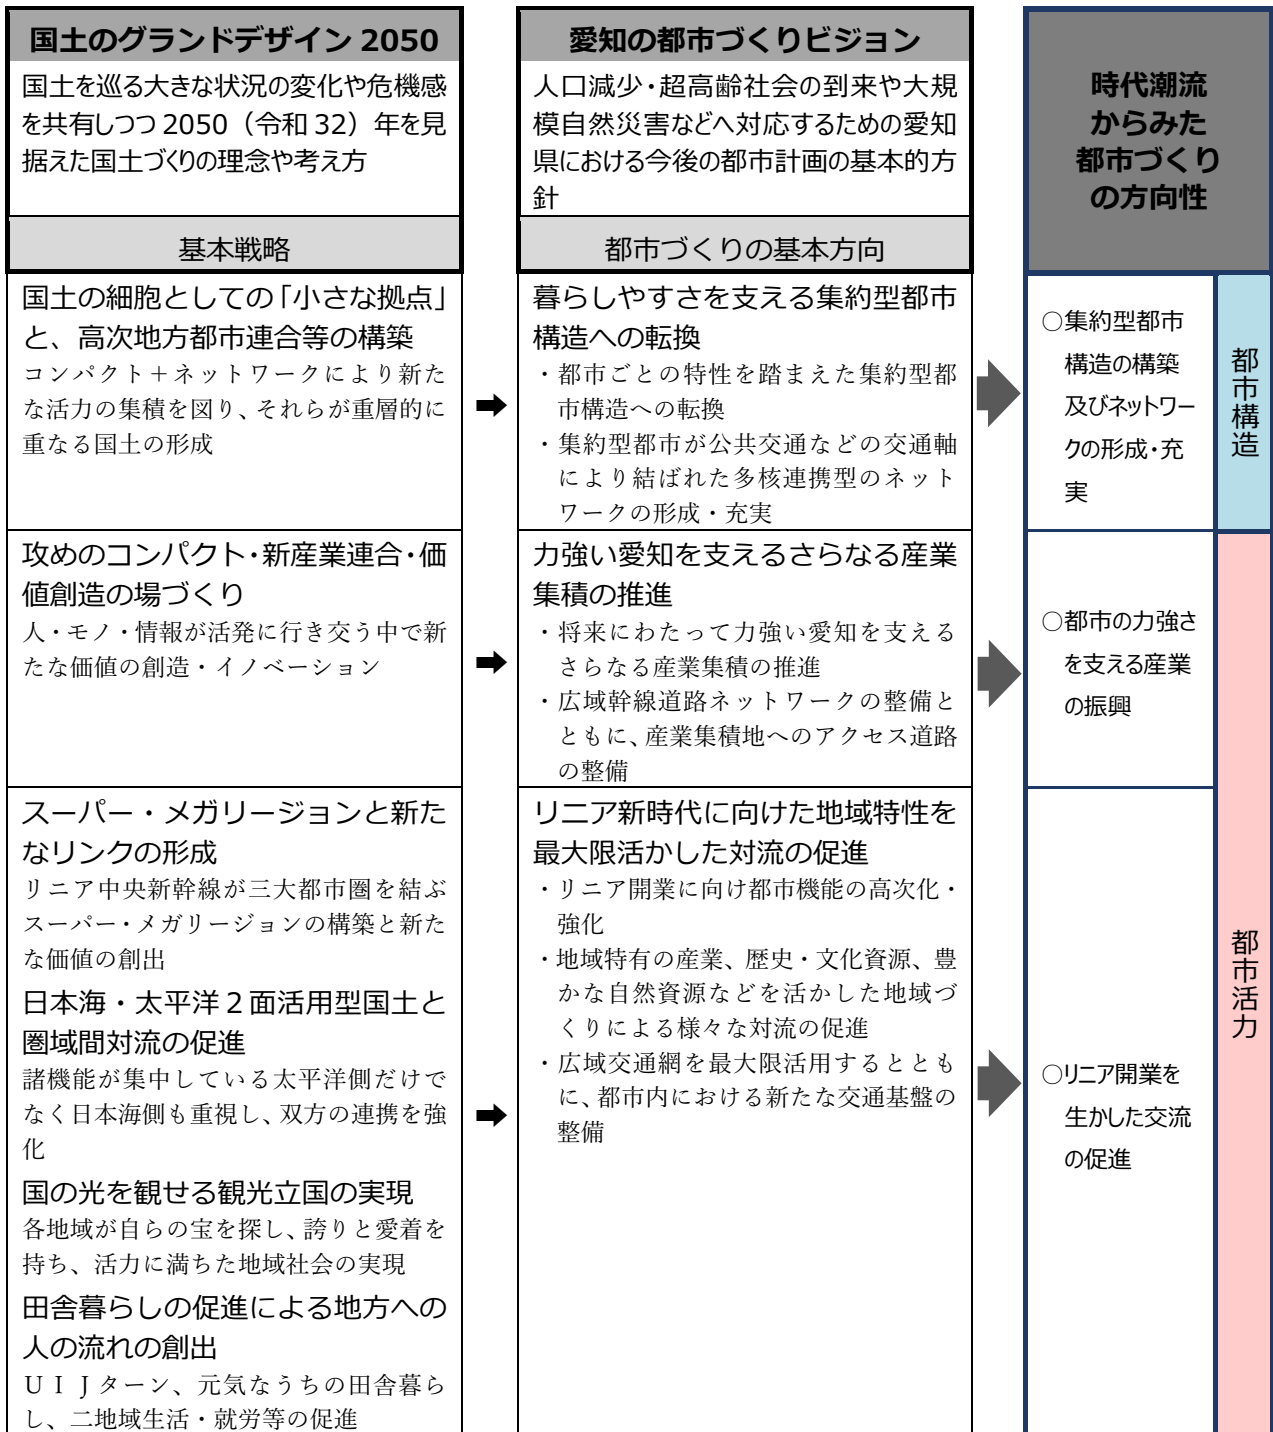 国土のグランドデザイン 2050
国土を巡る大きな状況の変化や危機感
を共有しつつ 2050（令和 32）年を見
据えた国土づくりの理念や考え方
基本戦略
愛知の都市づくりビジョン
人口減少・超高齢社会の到来や大規
模自然災害などへ対応するための愛知
県における今後の都市計画の基本的方
針
都市づくりの基本方向
時代潮流
からみた
都市づくり
の方向性
国土の細胞としての「小さな拠点」
と、高次地方都市連合等の構築
コンパクト＋ネットワークにより新た
な活力の集積を図り、それらが重層的に
重なる国土の形成
暮らしやすさを支える集約型都市
構造への転換
・都市ごとの特性を踏まえた集約型都
市構造への転換
・集約型都市が公共交通などの交通軸
により結ばれた多核連携型のネット
ワークの形成・充実
○集約型都市
構造の構築
及びネットワー
クの形成・充
実
都市構造
攻めのコンパクト・新産業連合・価
値創造の場づくり
人・モノ・情報が活発に行き交う中で新
たな価値の創造・イノベーション
力強い愛知を支えるさらなる産業
集積の推進
・将来にわたって力強い愛知を支える
さらなる産業集積の推進
・広域幹線道路ネットワークの整備と
ともに、産業集積地へのアクセス道路
の整備
○都市の力強さ
を支える産業
の振興
都市活力
スーパー・メガリージョンと新た
なリンクの形成
リニア中央新幹線が三大都市圏を結ぶ
スーパー・メガリージョンの構築と新た
な価値の創出
日本海・太平洋２面活用型国土と
圏域間対流の促進
諸機能が集中している太平洋側だけで
なく日本海側も重視し、双方の連携を強
化
国の光を観せる観光立国の実現
各地域が自らの宝を探し、誇りと愛着を
持ち、活力に満ちた地域社会の実現
田舎暮らしの促進による地方への
人の流れの創出
ＵＩＪターン、元気なうちの田舎暮ら
し、二地域生活・就労等の促進
リニア新時代に向けた地域特性を
最大限活かした対流の促進
・リニア開業に向け都市機能の高次化・
強化
・地域特有の産業、歴史・文化資源、豊
かな自然資源などを活かした地域づ
くりによる様々な対流の促進
・広域交通網を最大限活用するととも
に、都市内における新たな交通基盤の
整備
○リニア開業を
生かした交流
の促進